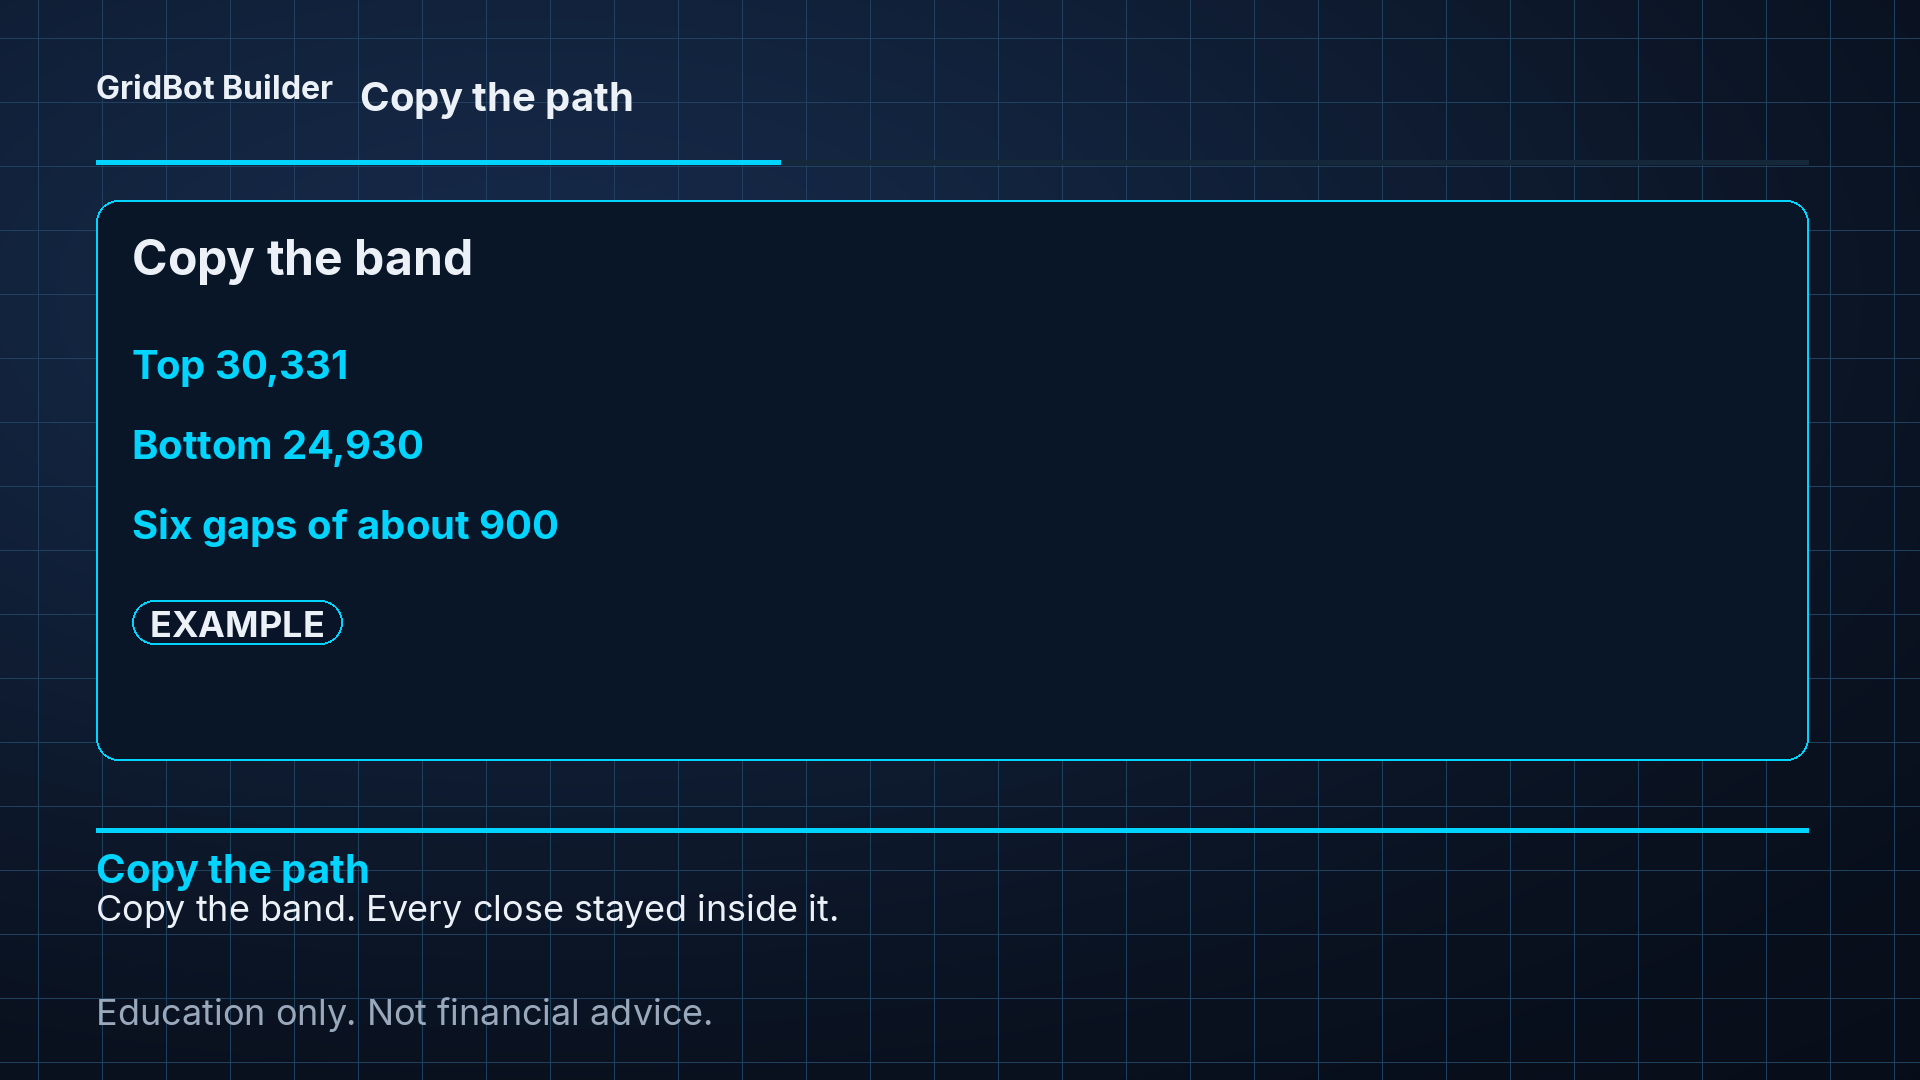 GridBot Builder
Copy the path
Copy the band
Top 30,331
Bottom 24,930
Six gaps of about 900
EXAMPLE
Copy the path
Copy the band. Every close stayed inside it.
Education only. Not financial advice.